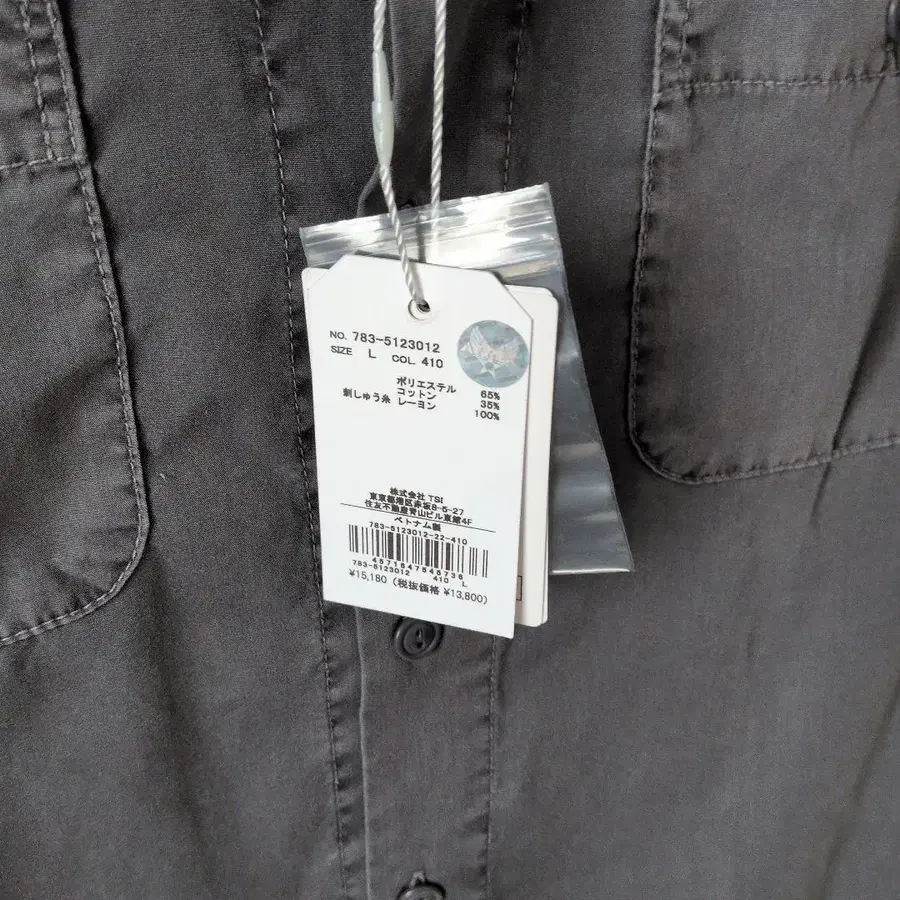 NO. 783-5123012
SIZE L COL. 410
ポリエステル 65%
コットン 35%
刺しゅう糸 レーヨン 100%
株式会社 TSI
東京都港区赤坂8-5-27
住友不動産青山ビル東館4F
ベトナム製
783-5123012-22-410
4571647545736
783-5123012 410 L
¥15,180 (税抜価格 ¥13,800)